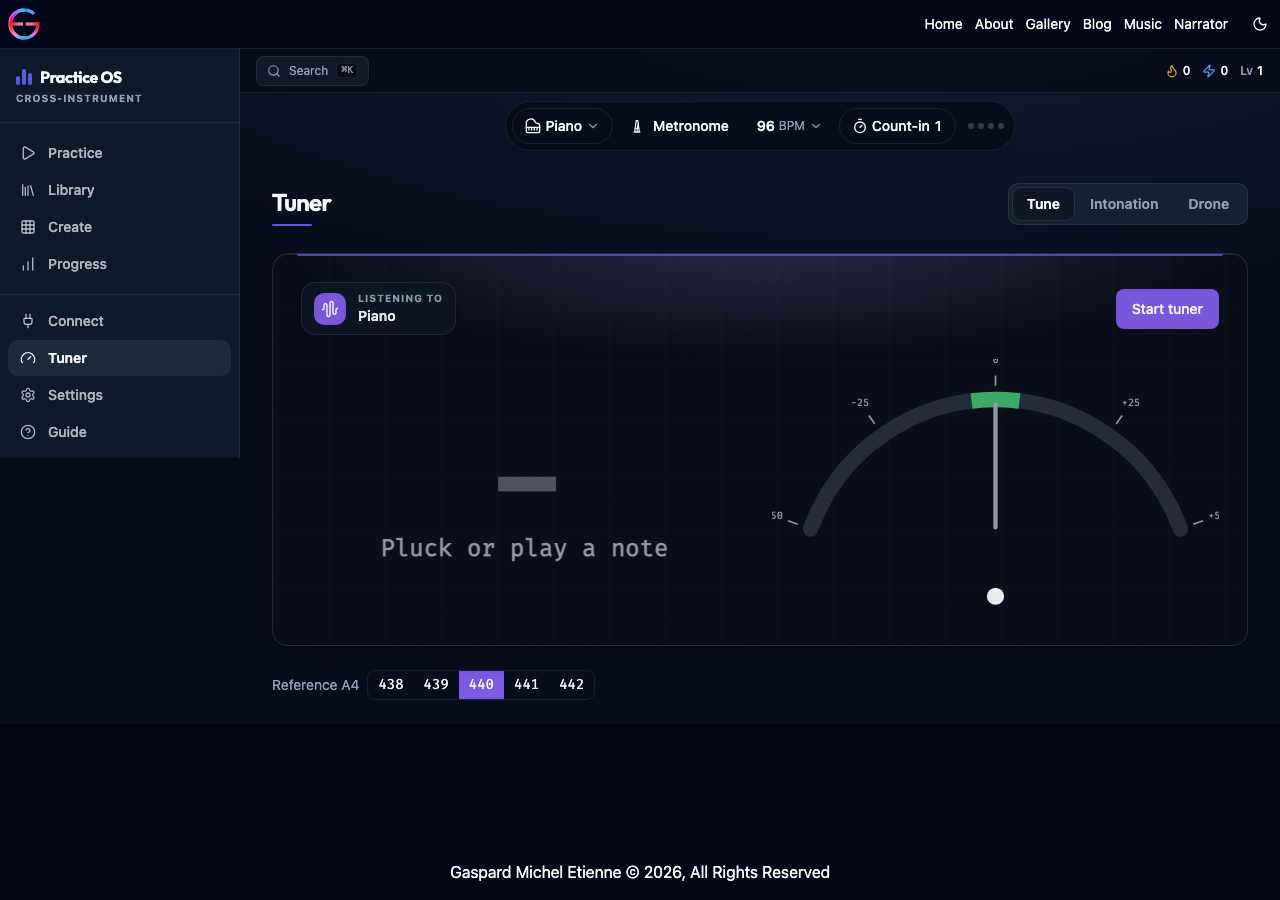 Home About Gallery Blog Music Narrator
Practice OS
CROSS-INSTRUMENT
Search ⌘K
0 0 Lv 1
Piano Metronome 96 BPM Count-in 1
Practice
Library
Create
Progress
Connect
Tuner
Settings
Guide
Tuner
Tune Intonation Drone
LISTENING TO
Piano
Start tuner
0
-25 +25
50 +5
Pluck or play a note
Reference A4 438 439 440 441 442
Gaspard Michel Etienne © 2026, All Rights Reserved